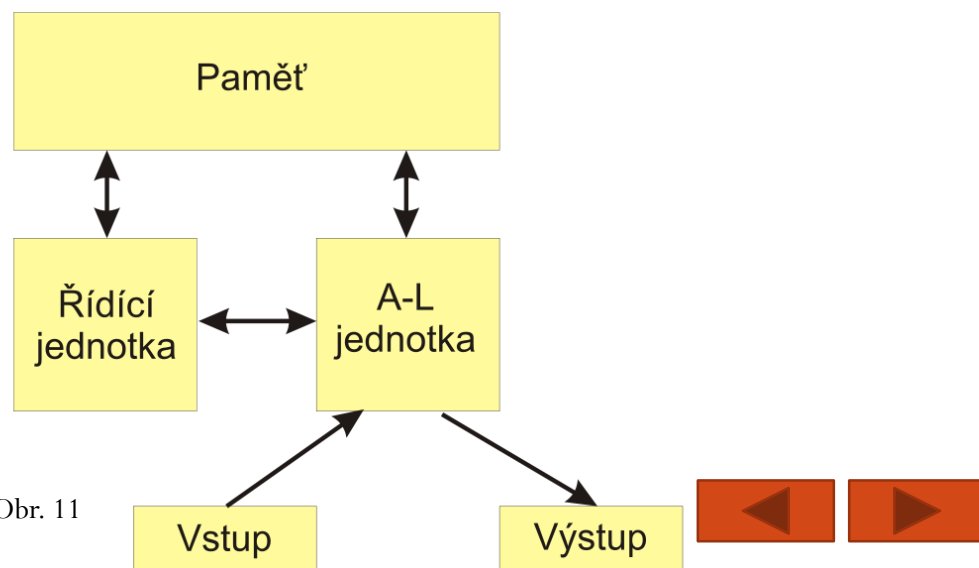 Paměť
Řídící
jednotka
A-L
jednotka
Obr. 11
Vstup
Výstup